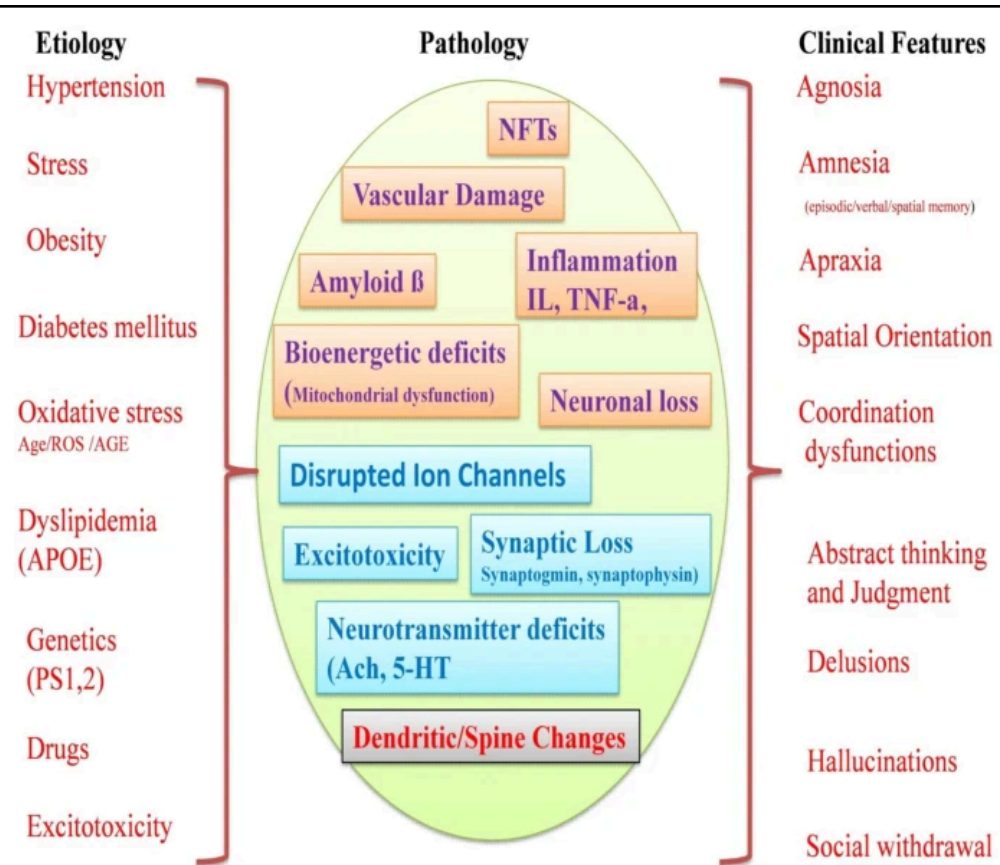 Etiology
Hypertension
Stress
Obesity
Diabetes mellitus
Oxidative stress
Age/ROS /AGE
Dyslipidemia
(APOE)
Genetics
(PS1,2)
Drugs
Excitotoxicity
Pathology
NFTs
Vascular Damage
Amyloid ß
Inflammation
IL, TNF-a,
Bioenergetic deficits
(Mitochondrial dysfunction)
Neuronal loss
Disrupted Ion Channels
Excitotoxicity
Synaptic Loss
Synaptogmin, synaptophysin)
Neurotransmitter deficits
(Ach, 5-HT
Dendritic/Spine Changes
Clinical Features
Agnosia
Amnesia
(episodic/verbal/spatial memory)
Apraxia
Spatial Orientation
Coordination
dysfunctions
Abstract thinking
and Judgment
Delusions
Hallucinations
Social withdrawal